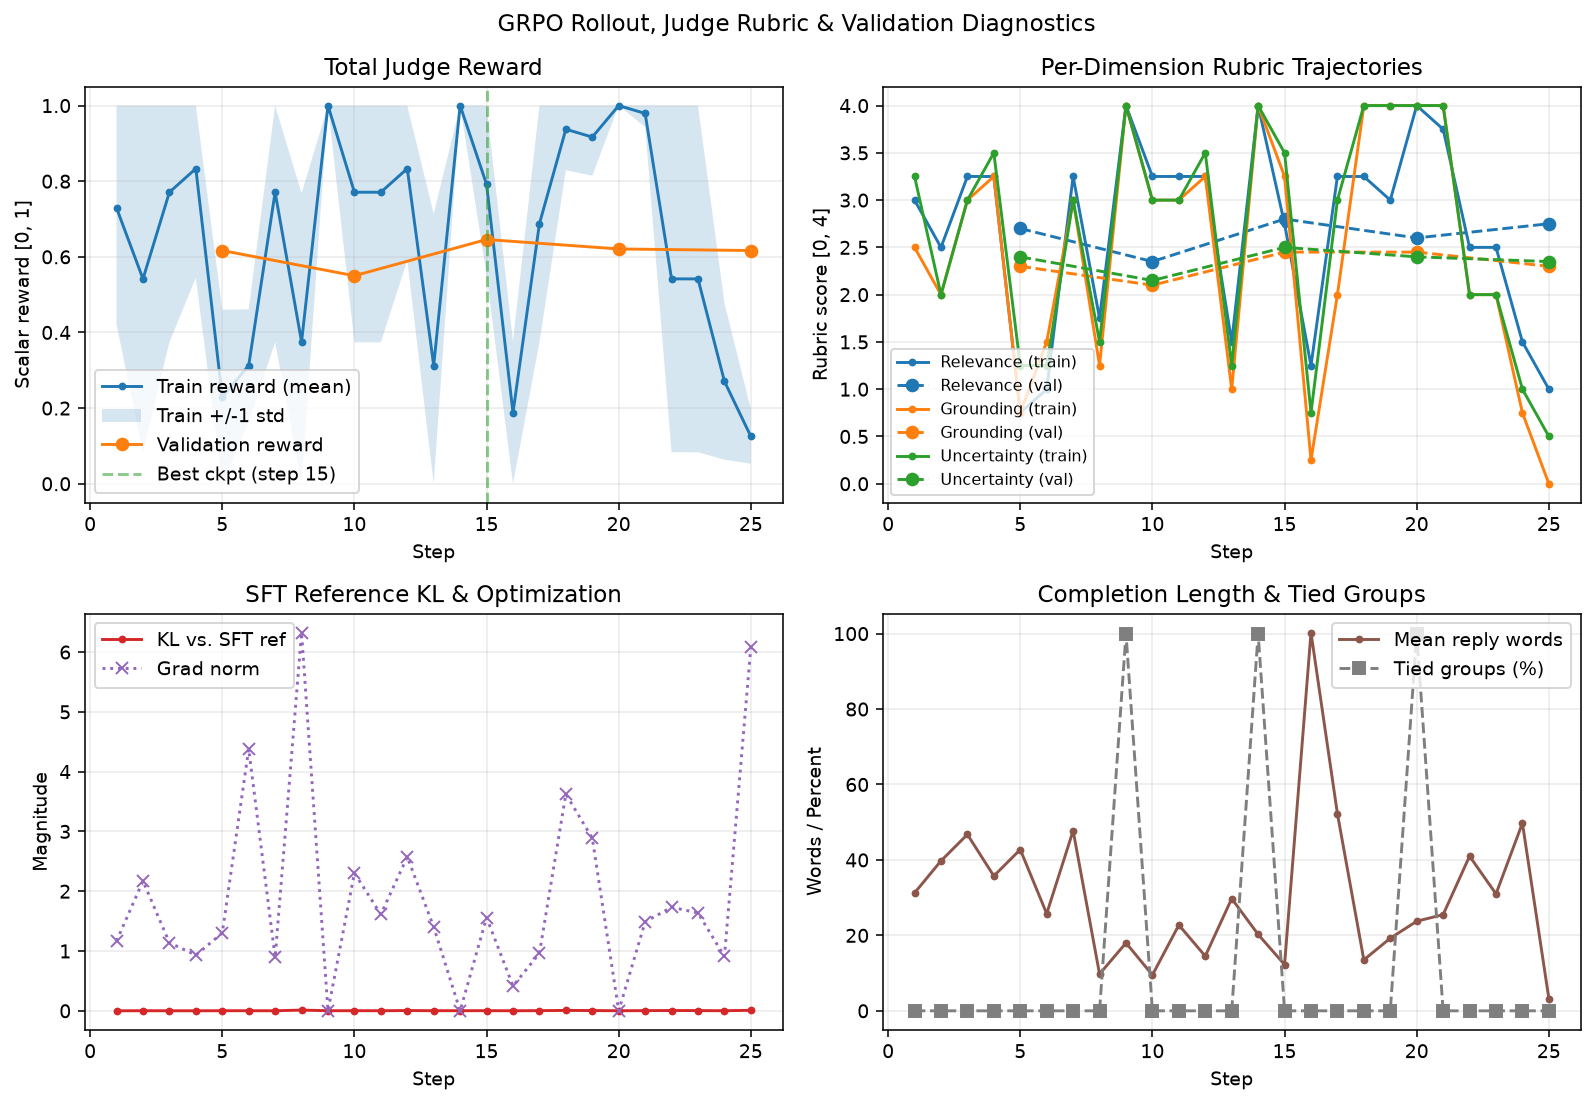 GRPO Rollout, Judge Rubric & Validation Diagnostics
Total Judge Reward
Scalar reward [0, 1]
1.0
0.8
0.6
0.4
0.2
0.0
Train reward (mean)
Train +/-1 std
Validation reward
Best ckpt (step 15)
0 5 10 15 20 25
Step
Per-Dimension Rubric Trajectories
Rubric score [0, 4]
4.0
3.5
3.0
2.5
2.0
1.5
1.0
0.5
0.0
Relevance (train)
Relevance (val)
Grounding (train)
Grounding (val)
Uncertainty (train)
Uncertainty (val)
0 5 10 15 20 25
Step
SFT Reference KL & Optimization
Magnitude
6
5
4
3
2
1
0
KL vs. SFT ref
Grad norm
0 5 10 15 20 25
Step
Completion Length & Tied Groups
Words / Percent
100
80
60
40
20
0
Mean reply words
Tied groups (%)
0 5 10 15 20 25
Step